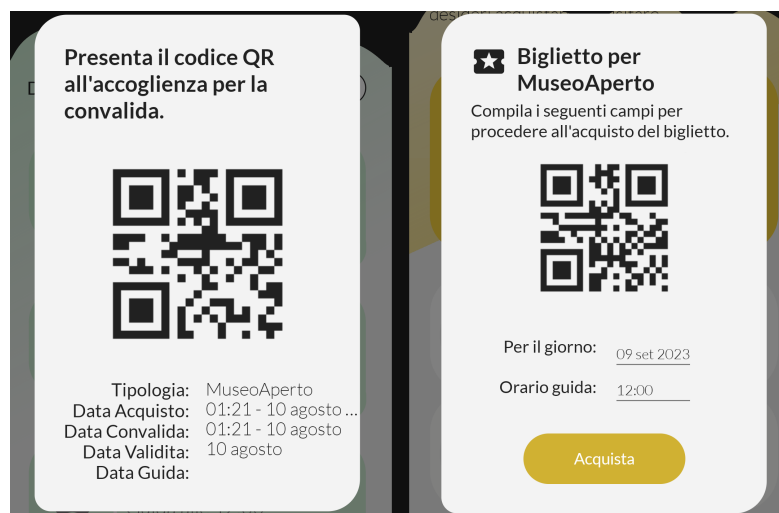 Presenta il codice QR
all'accoglienza per la
convalida.
Tipologia: MuseoAperto
Data Acquisto: 01:21 - 10 agosto ...
Data Convalida: 01:21 - 10 agosto
Data Validita: 10 agosto
Data Guida:
Biglietto per
MuseoAperto
Compila i seguenti campi per
procedere all'acquisto del biglietto.
Per il giorno: 09 set 2023
Orario guida: 12:00
Acquista